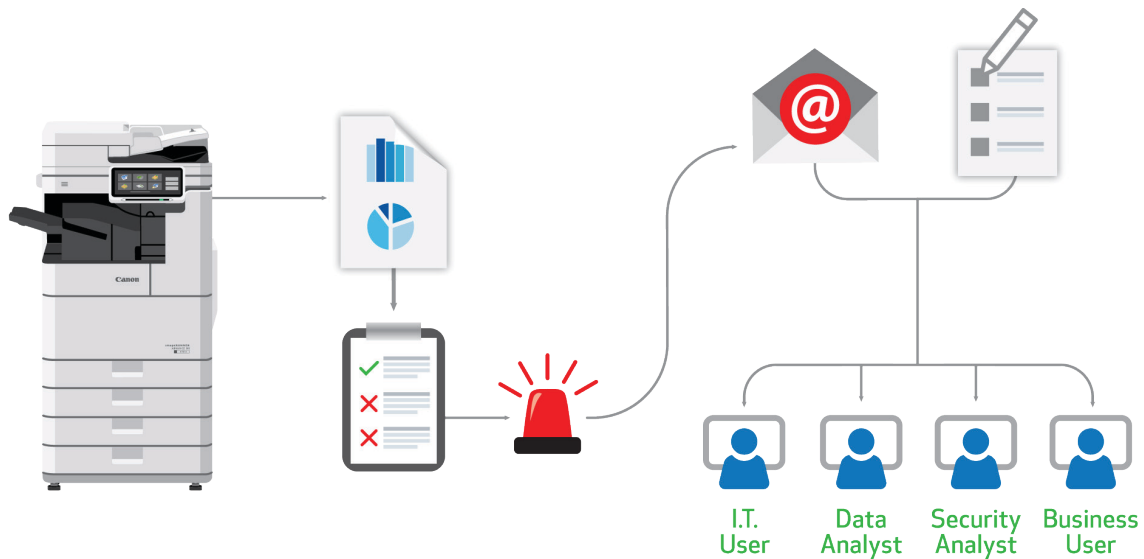 Canon
@
I.T.
User
Data
Analyst
Security
Analyst
Business
User